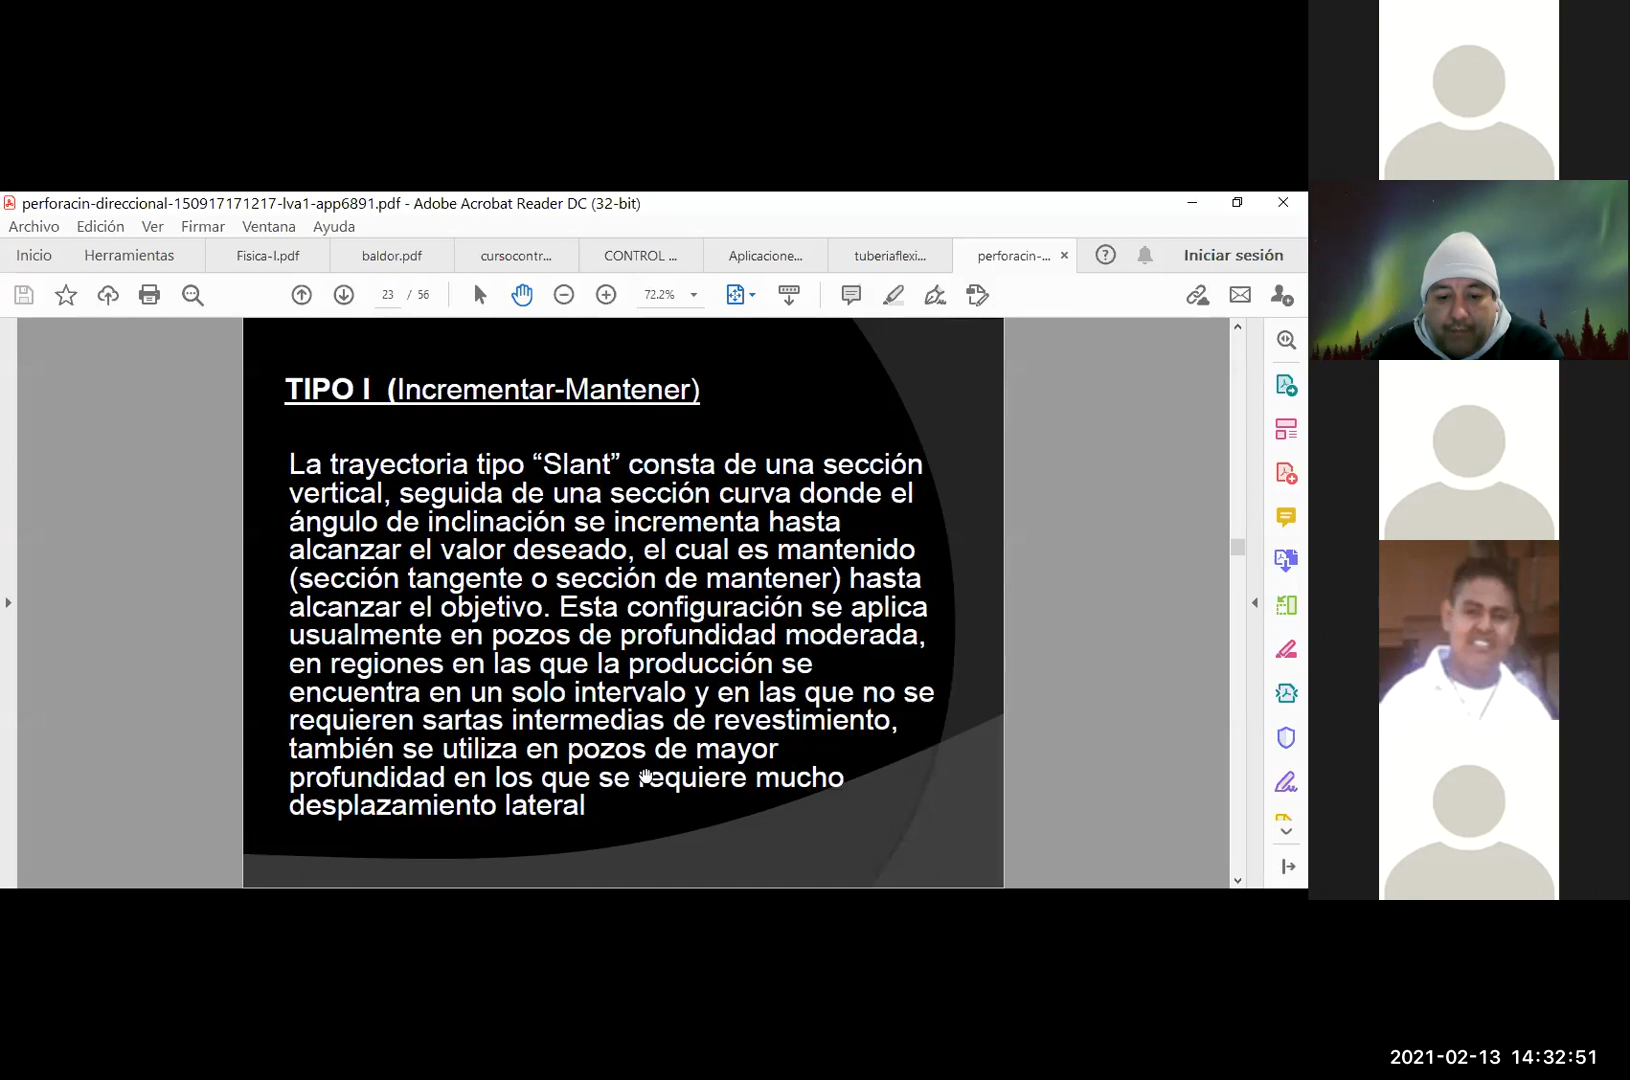 perforacin-direccional-150917171217-lva1-app6891.pdf - Adobe Acrobat Reader DC (32-bit)
Archivo Edición Ver Firmar Ventana Ayuda
Inicio Herramientas Fisica-I.pdf baldor.pdf cursocontr... CONTROL ... Aplicacione... tuberiaflexi... perforacin-... Iniciar sesión
23 / 56 72.2%
TIPO I (Incrementar-Mantener)
La trayectoria tipo “Slant” consta de una sección
vertical, seguida de una sección curva donde el
ángulo de inclinación se incrementa hasta
alcanzar el valor deseado, el cual es mantenido
(sección tangente o sección de mantener) hasta
alcanzar el objetivo. Esta configuración se aplica
usualmente en pozos de profundidad moderada,
en regiones en las que la producción se
encuentra en un solo intervalo y en las que no se
requieren sartas intermedias de revestimiento,
también se utiliza en pozos de mayor
profundidad en los que se requiere mucho
desplazamiento lateral
2021-02-13 14:32:51